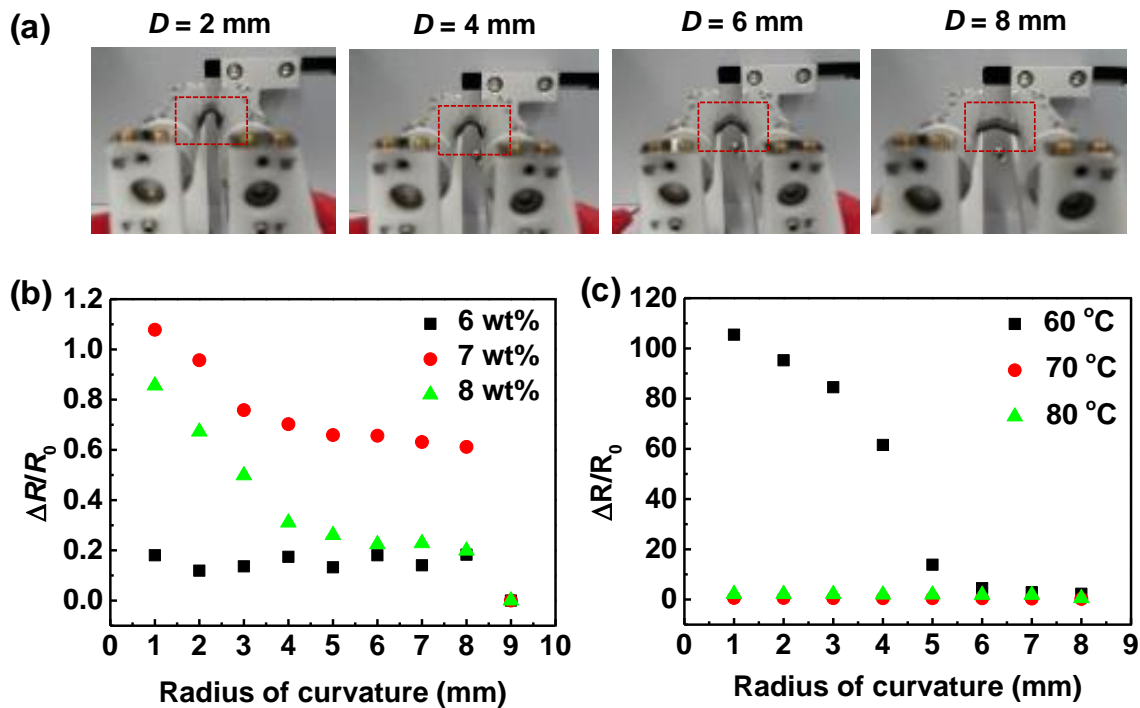 (a)
D = 2 mm
D = 4 mm
D = 6 mm
D = 8 mm
(b)
1.2
1.0
0.8
0.6
0.4
0.2
0.0
ΔR/R0
6 wt%
7 wt%
8 wt%
0 1 2 3 4 5 6 7 8 9 10
Radius of curvature (mm)
(c)
120
100
80
60
40
20
0
ΔR/R0
60 oC
70 oC
80 oC
0 1 2 3 4 5 6 7 8 9
Radius of curvature (mm)